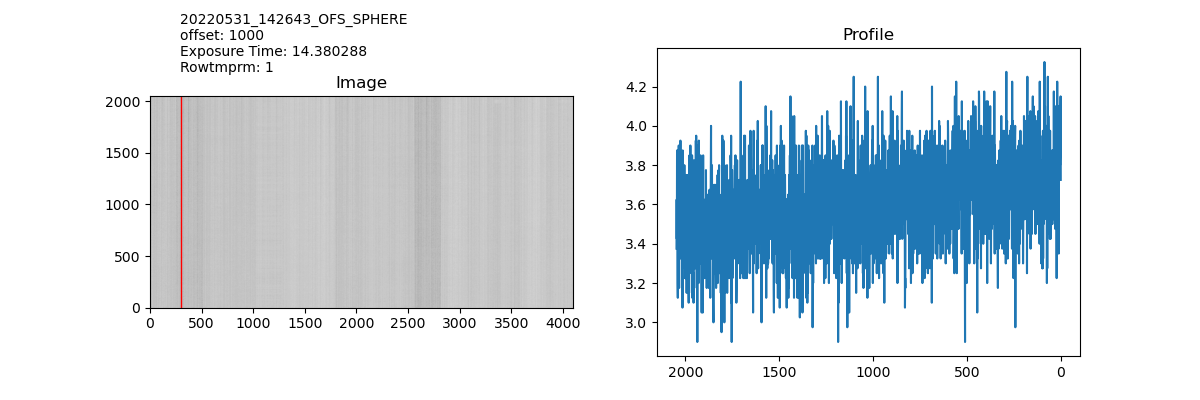 20220531_142643_OFS_SPHERE
offset: 1000
Exposure Time: 14.380288
Rowtmprm: 1
Image
2000
1500
1000
500
0
0 500 1000 1500 2000 2500 3000 3500 4000
Profile
4.2
4.0
3.8
3.6
3.4
3.2
3.0
2000 1500 1000 500 0